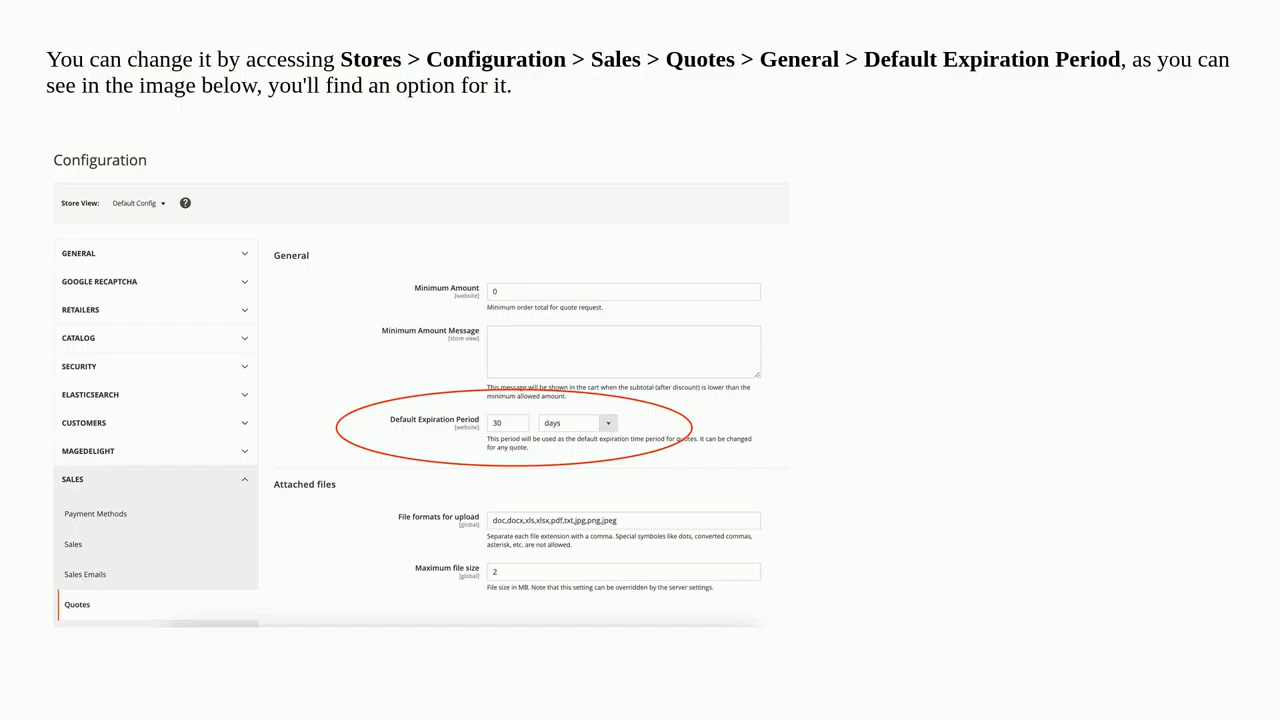 You can change it by accessing Stores > Configuration > Sales > Quotes > General > Default Expiration Period, as you can
see in the image below, you'll find an option for it.
Configuration
Store View: Default Config ?
GENERAL
GOOGLE RECAPTCHA
RETAILERS
CATALOG
SECURITY
ELASTICSEARCH
CUSTOMERS
MAGEDELIGHT
SALES
Payment Methods
Sales
Sales Emails
Quotes
General
Minimum Amount
[website]
0
Minimum order total for quote request.
Minimum Amount Message
[store view]
This message will be shown in the cart when the subtotal (after discount) is lower than the
minimum allowed amount.
Default Expiration Period
[website]
30 days
This period will be used as the default expiration time period for quotes. It can be changed
for any quote.
Attached files
File formats for upload
[global]
doc,docx,xls,xlsx,pdf,txt,jpg,png,jpeg
Separate each file extension with a comma. Special symboles like dots, converted commas,
asterisk, etc. are not allowed.
Maximum file size
[global]
2
File size in MB. Note that this setting can be overridden by the server settings.